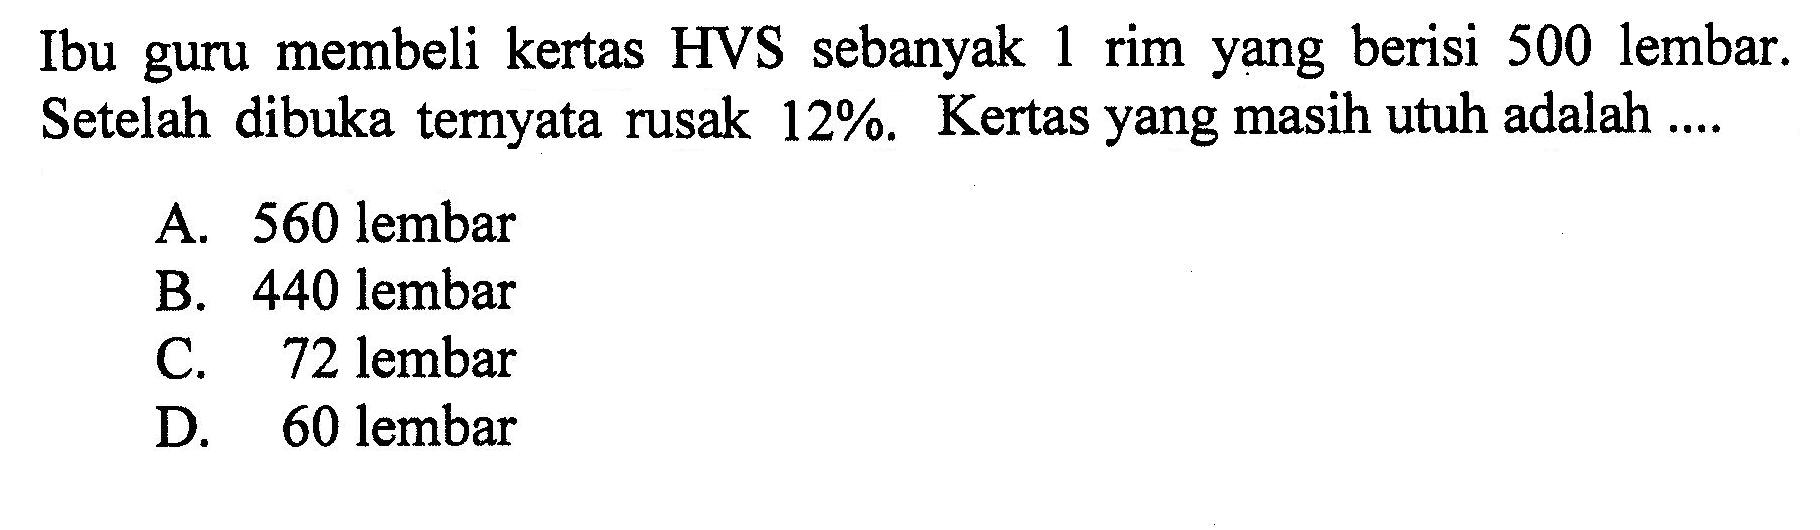 Ibu guru membeli kertas HVS sebanyak 1 rim yang berisi 500 lembar.
Setelah dibuka ternyata rusak 12%. Kertas yang masih utuh adalah ....
A. 560 lembar
B. 440 lembar
C. 72 lembar
D. 60 lembar